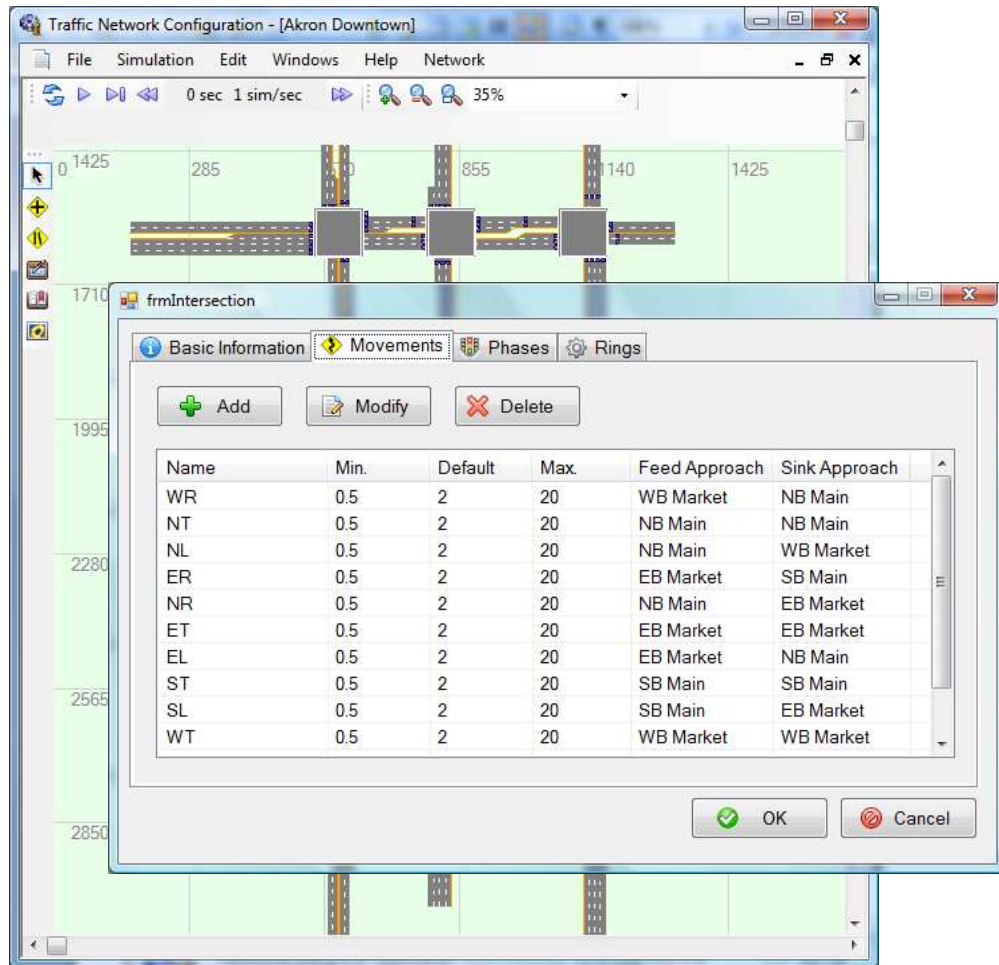 Traffic Network Configuration - [Akron Downtown]
File Simulation Edit Windows Help Network
0 sec 1 sim/sec 35%
0 1425 285 855 1140 1425
1710
frmIntersection
Basic Information Movements Phases Rings
Add Modify Delete
1995
Name Min. Default Max. Feed Approach Sink Approach
WR 0.5 2 20 WB Market NB Main
NT 0.5 2 20 NB Main NB Main
NL 0.5 2 20 NB Main WB Market
2280
ER 0.5 2 20 EB Market SB Main
NR 0.5 2 20 NB Main EB Market
ET 0.5 2 20 EB Market EB Market
EL 0.5 2 20 EB Market NB Main
ST 0.5 2 20 SB Main SB Main
2565
SL 0.5 2 20 SB Main EB Market
WT 0.5 2 20 WB Market WB Market
OK Cancel
2850